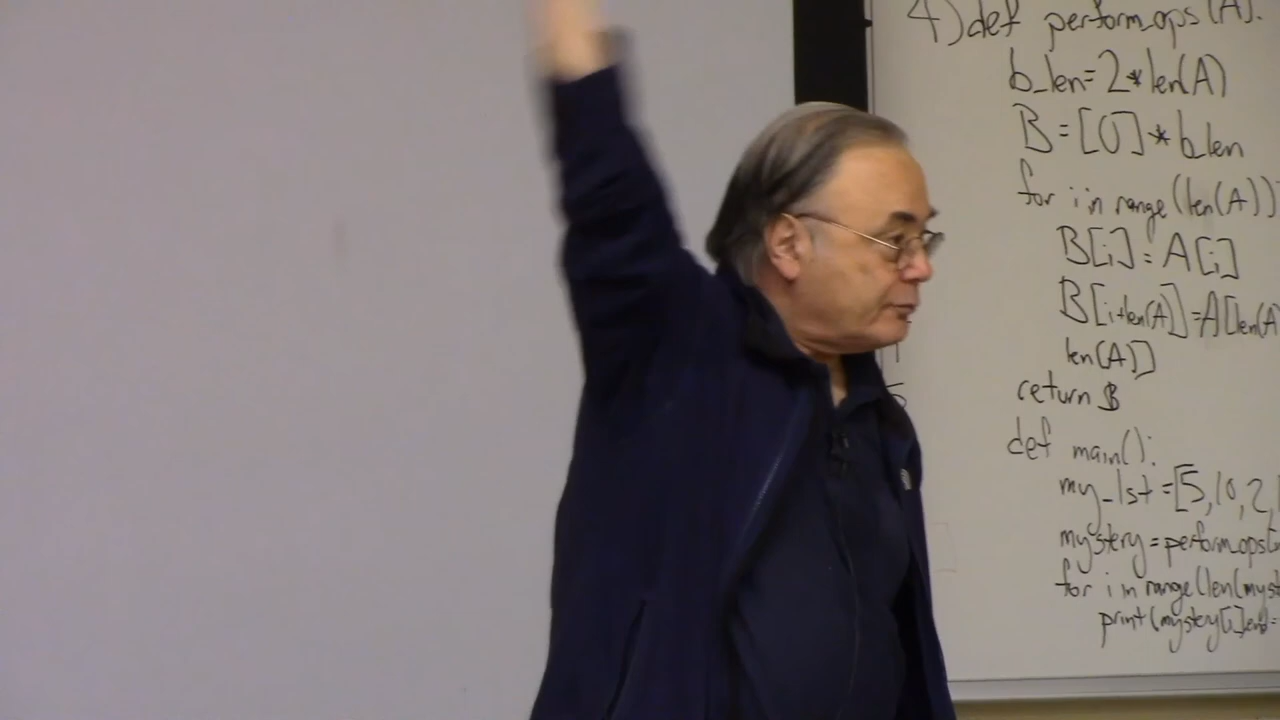 4) def perform_ops(A):
b_len=2*len(A)
B=[0]*b_len
for i in range(len(A))
B[i]=A[i]
B[i+len(A)]=A[len(A)
len(A)]
return B
def main():
my_lst=[5,10,2,
mystery=perform_ops(
for i in range(len(myst
print(mystery[i],end=